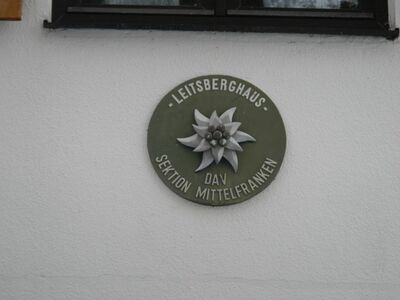 - LEITSBERGHAUS -
DAV
SEKTION MITTELFRANKEN